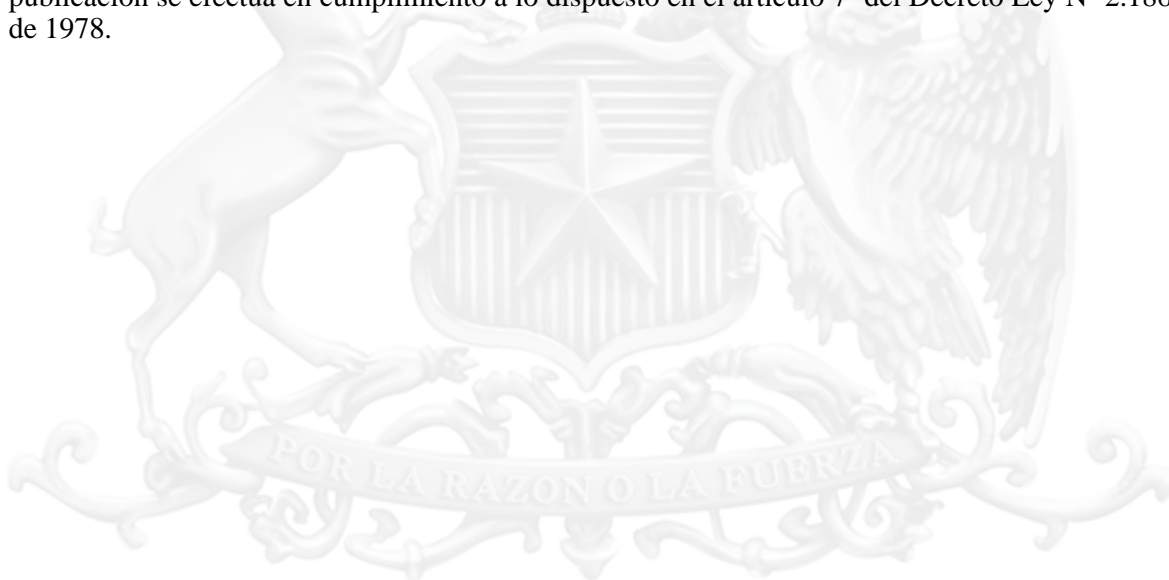 publicación se efectúa en cumplimiento a lo dispuesto en el artículo 7° del Decreto Ley N° 2.186
de 1978.
POR LA RAZON O LA FUERZA